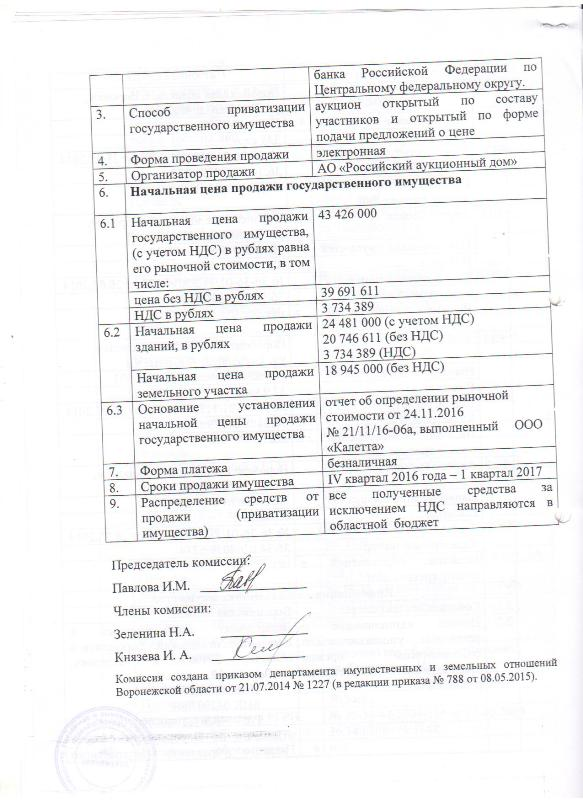 банка Российской Федерации по
Центральному федеральному округу.
3. Способ приватизации
государственного имущества
аукцион открытый по составу
участников и открытый по форме
подачи предложений о цене
4. Форма проведения продажи электронная
5. Организатор продажи АО «Российский аукционный дом»
6. Начальная цена продажи государственного имущества
6.1 Начальная цена продажи
государственного имущества,
(с учетом НДС) в рублях равна
его рыночной стоимости, в том
числе:
43 426 000
цена без НДС в рублях 39 691 611
НДС в рублях 3 734 389
6.2 Начальная цена продажи
зданий, в рублях
24 481 000 (с учетом НДС)
20 746 611 (без НДС)
3 734 389 (НДС)
Начальная цена продажи
земельного участка
18 945 000 (без НДС)
6.3 Основание установления
начальной цены продажи
государственного имущества
отчет об определении рыночной
стоимости от 24.11.2016
№ 21/11/16-06а, выполненный ООО
«Калетта»
7. Форма платежа безналичная
8. Сроки продажи имущества IV квартал 2016 года – 1 квартал 2017
9. Распределение средств от
продажи (приватизации
имущества)
все полученные средства за
исключением НДС направляются в
областной бюджет
Председатель комиссии:
Павлова И.М.
Члены комиссии:
Зеленина Н.А.
Князева И. А.
Комиссия создана приказом департамента имущественных и земельных отношений
Воронежской области от 21.07.2014 № 1227 (в редакции приказа № 788 от 08.05.2015).